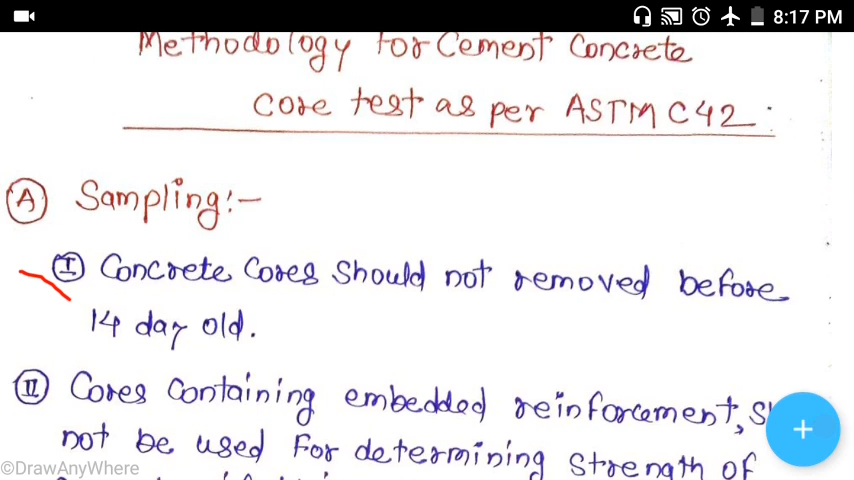 8:17 PM
Methodology for Cement Concrete
Core test as per ASTM C42:
A Sampling:-
I Concrete Cores Should not removed before
14 day old.
II Cores Containing embedded reinforcement,
not be used For determining Strength of
©DrawAnyWhere